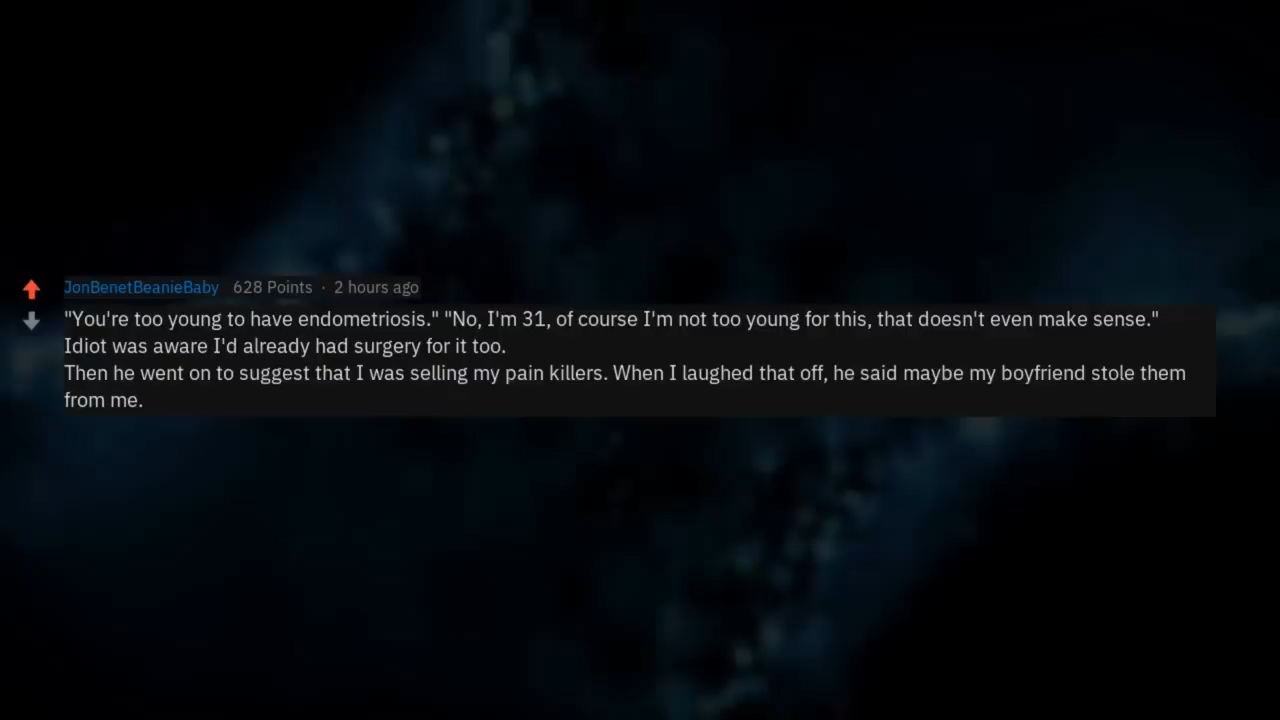 JonBenetBeanieBaby 628 Points · 2 hours ago
"You're too young to have endometriosis." "No, I'm 31, of course I'm not too young for this, that doesn't even make sense."
Idiot was aware I'd already had surgery for it too.
Then he went on to suggest that I was selling my pain killers. When I laughed that off, he said maybe my boyfriend stole them
from me.